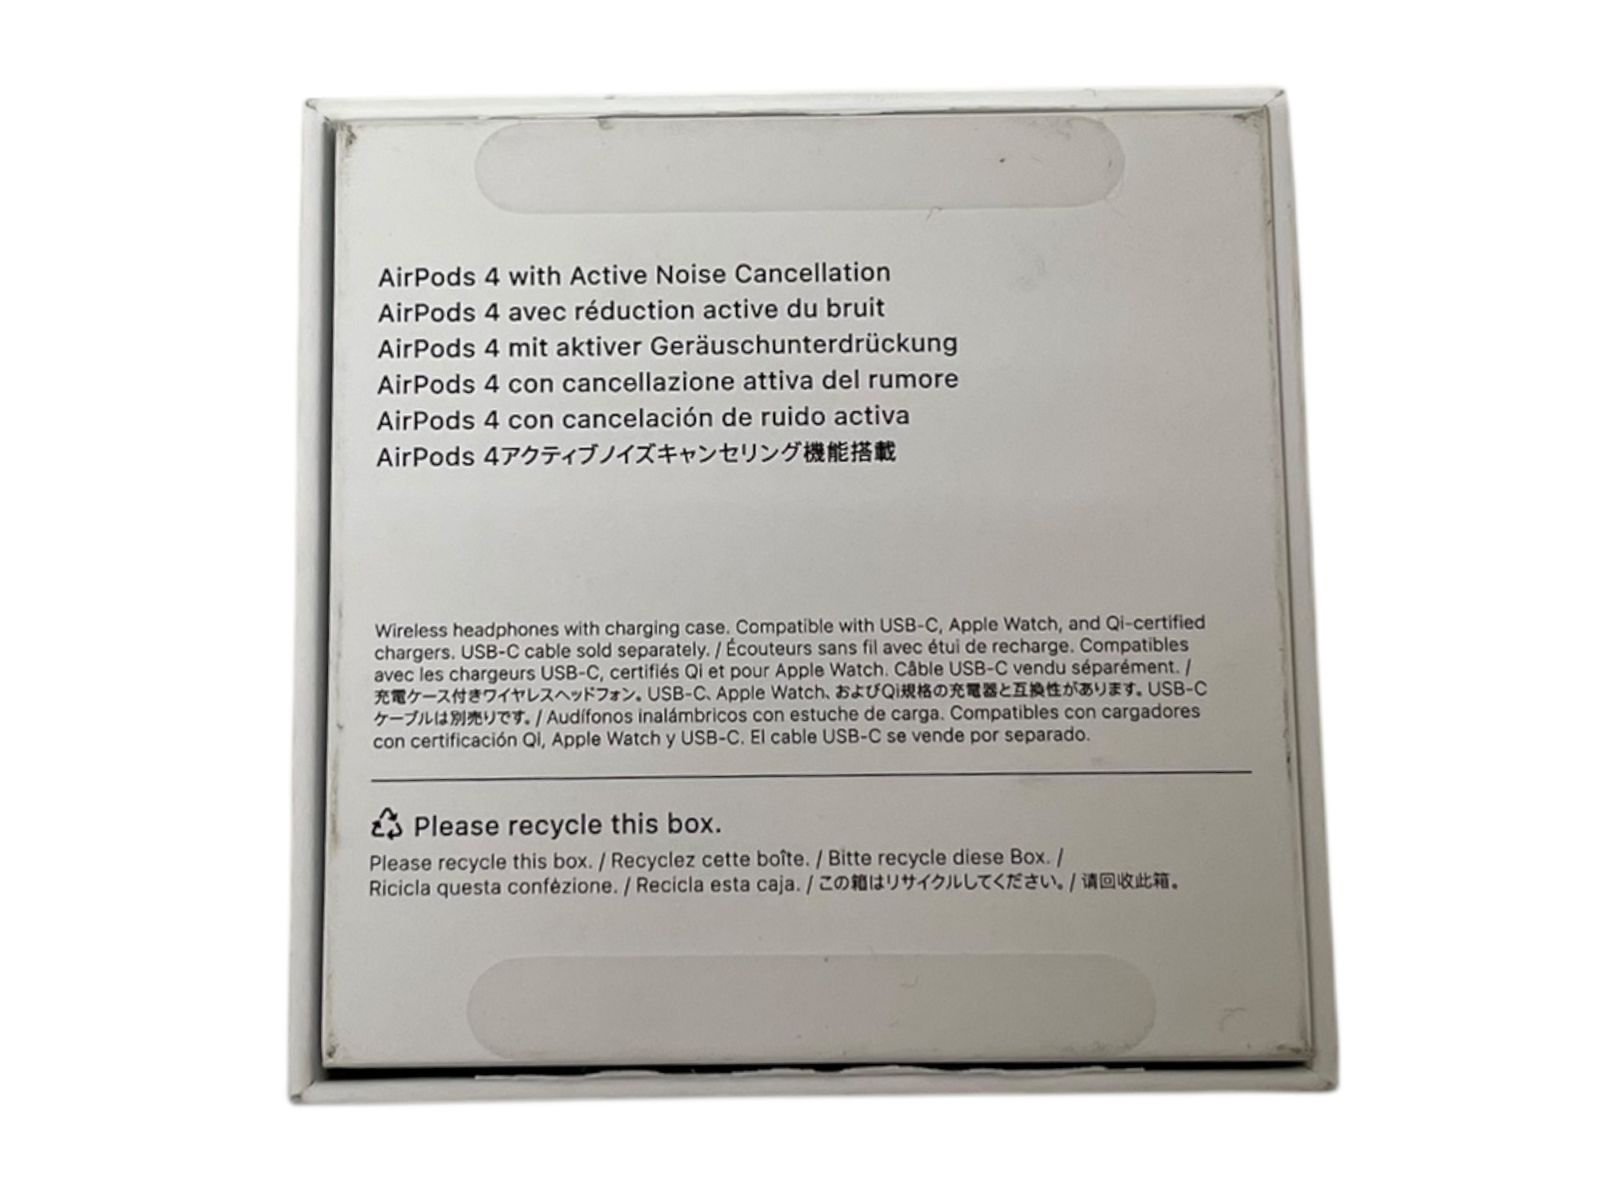 AirPods 4 with Active Noise Cancellation
AirPods 4 avec réduction active du bruit
AirPods 4 mit aktiver Geräuschunterdrückung
AirPods 4 con cancellazione attiva del rumore
AirPods 4 con cancelación de ruido activa
AirPods 4アクティブノイズキャンセリング機能搭載
Wireless headphones with charging case. Compatible with USB-C, Apple Watch, and Qi-certified
chargers. USB-C cable sold separately. / Écouteurs sans fil avec étui de recharge. Compatibles
avec les chargeurs USB-C, certifiés Qi et pour Apple Watch. Câble USB-C vendu séparément. /
充電ケース付きワイヤレスヘッドフォン。USB-C、Apple Watch、およびQi規格の充電器と互換性があります。USB-C
ケーブルは別売りです。/ Audífonos inalámbricos con estuche de carga. Compatibles con cargadores
con certificación Qi, Apple Watch y USB-C. El cable USB-C se vende por separado.
Please recycle this box.
Please recycle this box. / Recyclez cette boîte. / Bitte recycle diese Box. /
Ricicla questa confezione. / Recicla esta caja. / この箱はリサイクルしてください。/ 请回收此箱。